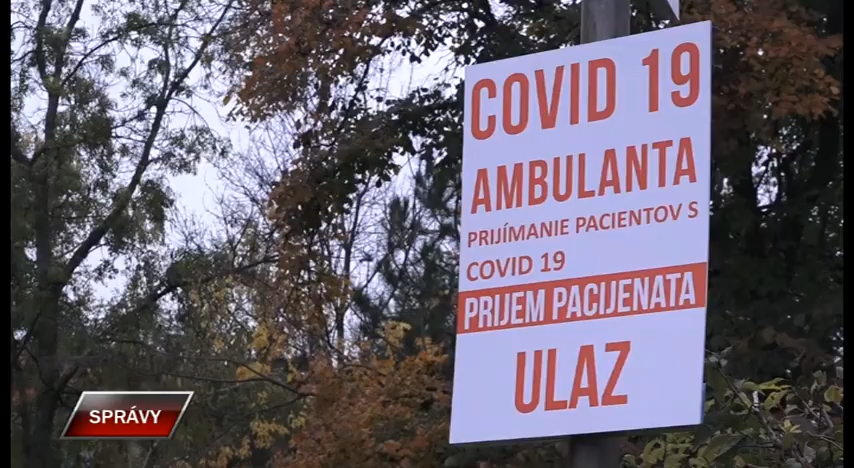 COVID 19
AMBULANTA
PRIJÍMANIE PACIENTOV S
COVID 19
PRIJEM PACIJENATA
ULAZ
SPRÁVY